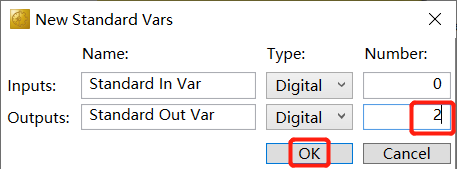 New Standard Vars
Name: Type: Number:
Inputs: Standard In Var Digital 0
Outputs: Standard Out Var Digital 2
OK Cancel